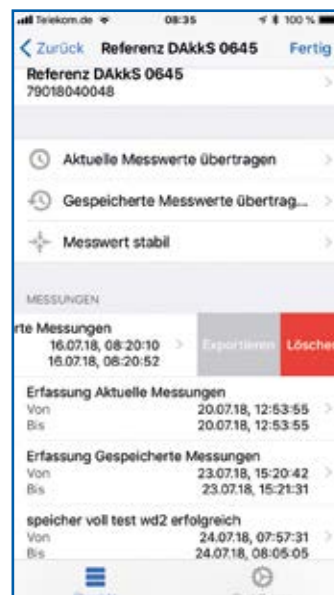 Telekom.de 08:35 100 %
Zurück Referenz DAkkS 0645 Fertig
Referenz DAkkS 0645
79018040048
Aktuelle Messwerte übertragen
Gespeicherte Messwerte übertrag...
Messwert stabil
MESSUNGEN
rte Messungen
16.07.18, 08:20:10
16.07.18, 08:20:52
Exportieren Löschen
Erfassung Aktuelle Messungen
Von 20.07.18, 12:53:55
Bis 20.07.18, 12:53:55
Erfassung Gespeicherte Messungen
Von 23.07.18, 15:20:42
Bis 23.07.18, 15:21:31
speicher voll test wd2 erfolgreich
Von 24.07.18, 07:57:31
Bis 24.07.18, 08:05:05